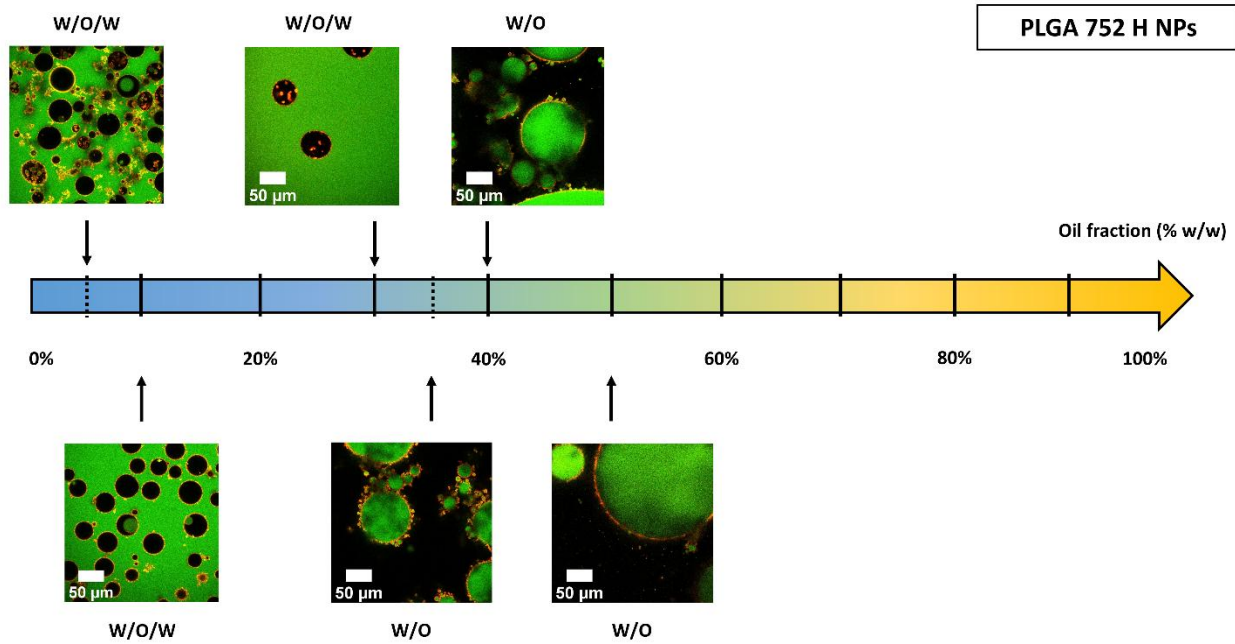 W/O/W
W/O/W
W/O
PLGA 752 H NPs
50 µm
50 µm
Oil fraction (% w/w)
0%
20%
40%
60%
80%
100%
50 µm
50 µm
50 µm
W/O/W
W/O
W/O